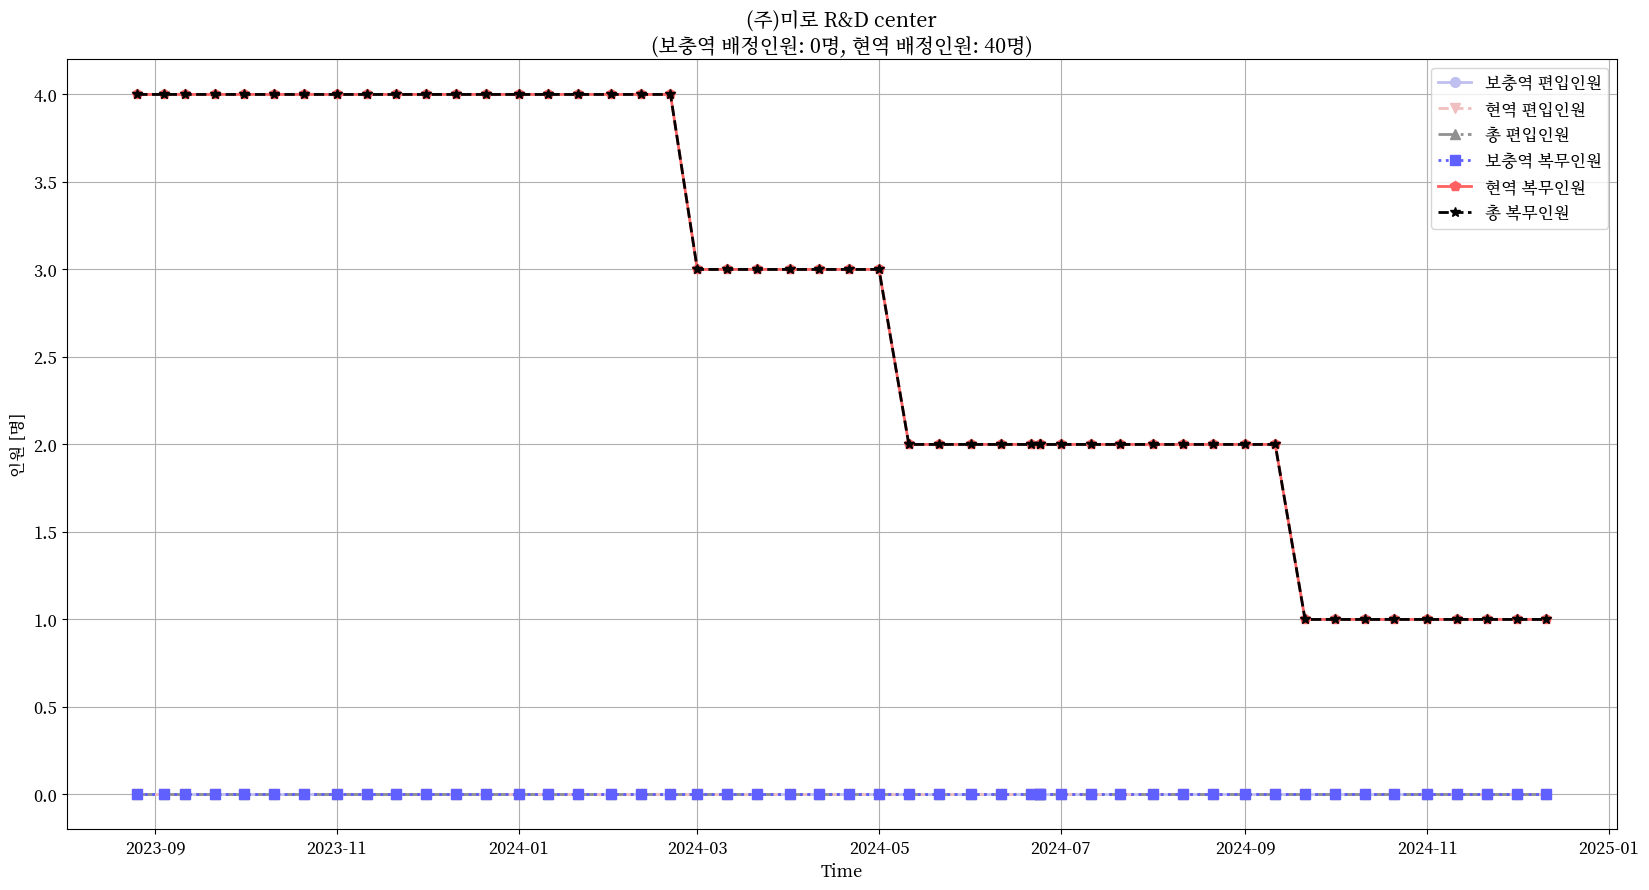 (주)미로 R&D center
(보충역 배정인원: 0명, 현역 배정인원: 40명)
보충역 편입인원
현역 편입인원
총 편입인원
보충역 복무인원
현역 복무인원
총 복무인원
4.0
3.5
3.0
2.5
2.0
1.5
1.0
0.5
0.0
인원 [명]
2023-09
2023-11
2024-01
2024-03
2024-05
2024-07
2024-09
2024-11
2025-01
Time